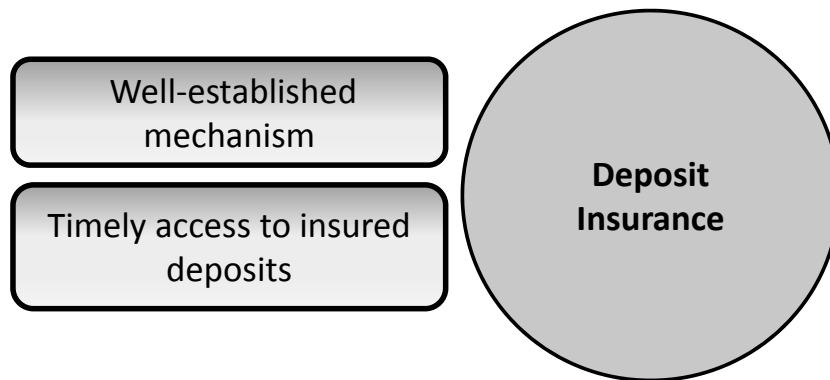 Well-established
mechanism
Timely access to insured
deposits
Deposit
Insurance